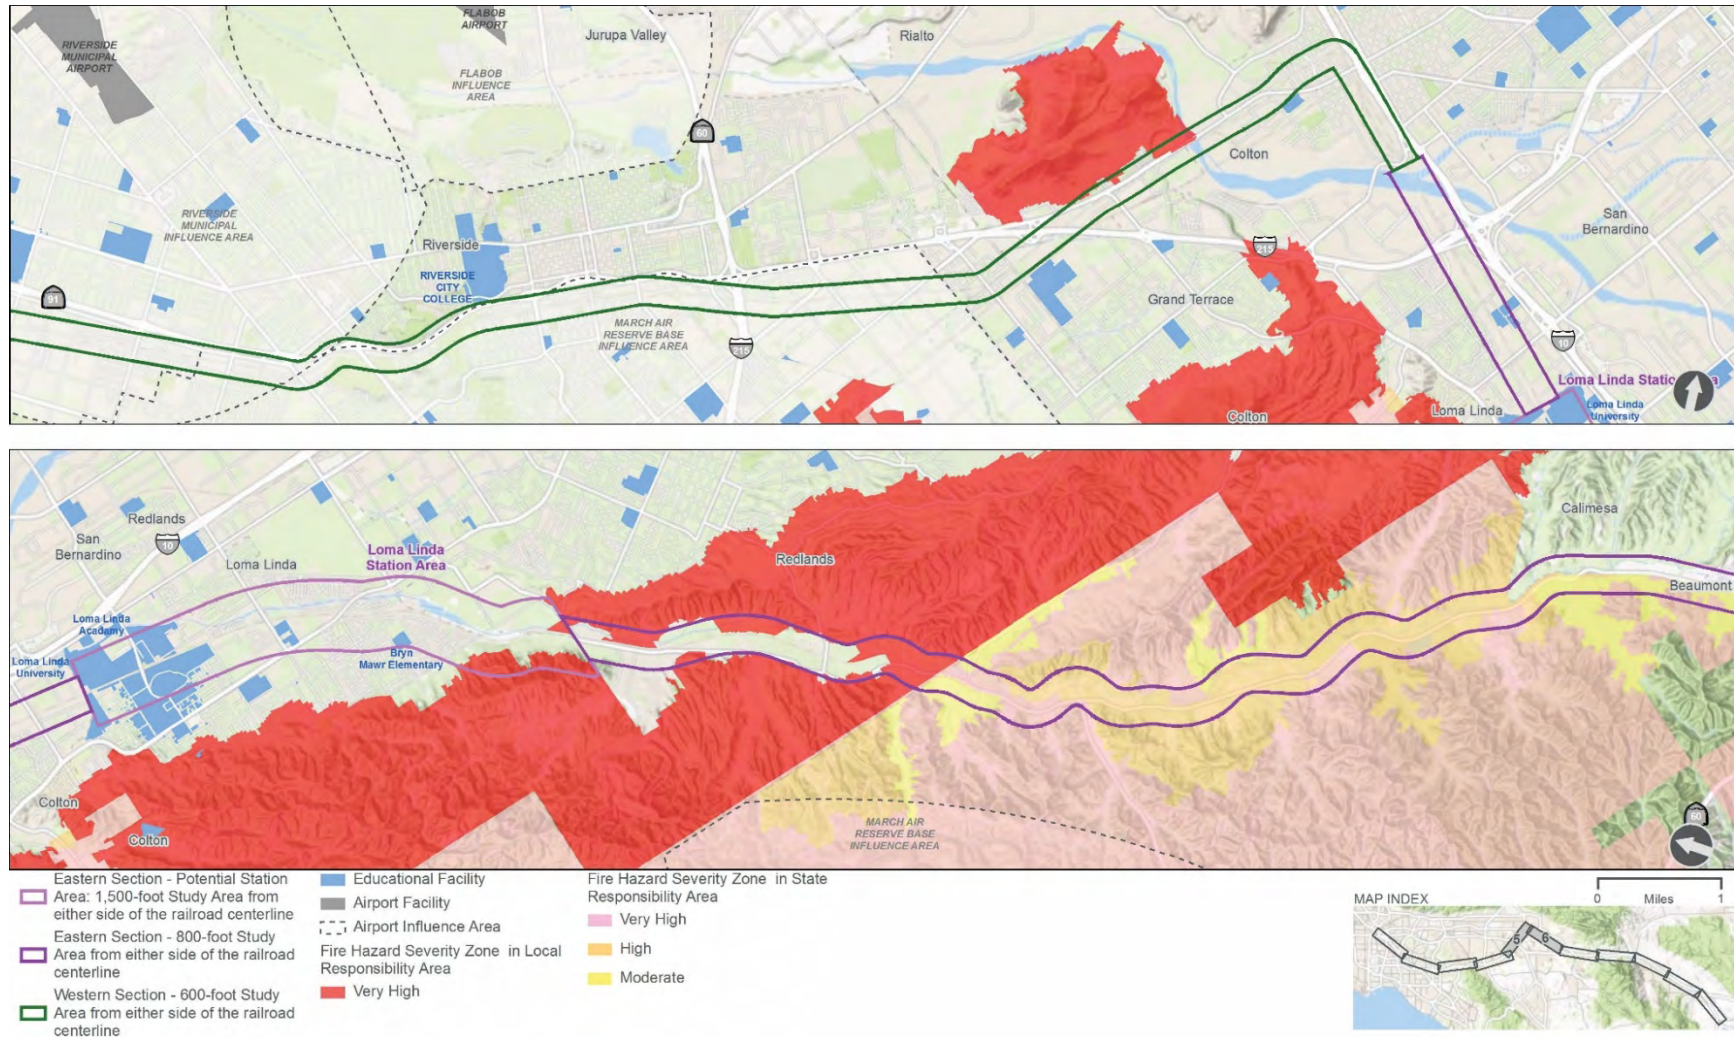 RIVERSIDE
MUNICIPAL
AIRPORT
FLABOB
AIRPORT
Jurupa Valley
Rialto
FLABOB
INFLUENCE
AREA
60
Colton
RIVERSIDE
MUNICIPAL
INFLUENCE AREA
San
Bernardino
Riverside
215
RIVERSIDE
CITY
COLLEGE
91
Grand Terrace
MARCH AIR
RESERVE BASE
INFLUENCE AREA
215
10
Loma Linda
Colton
Loma Linda
University
Redlands
San
Bernardino
10
Loma Linda
Loma Linda
Station Area
Redlands
Calimesa
Beaumont
Loma Linda
Academy
Loma Linda
University
Bryn
Mawr Elementary
Colton
Colton
MARCH AIR
RESERVE BASE
INFLUENCE AREA
60
Eastern Section - Potential Station
Area: 1,500-foot Study Area from
either side of the railroad centerline
Eastern Section - 800-foot Study
Area from either side of the railroad
centerline
Western Section - 600-foot Study
Area from either side of the railroad
centerline
Educational Facility
Airport Facility
Airport Influence Area
Fire Hazard Severity Zone in Local
Responsibility Area
Very High
Fire Hazard Severity Zone in State
Responsibility Area
Very High
High
Moderate
0 Miles 1
MAP INDEX
5
6